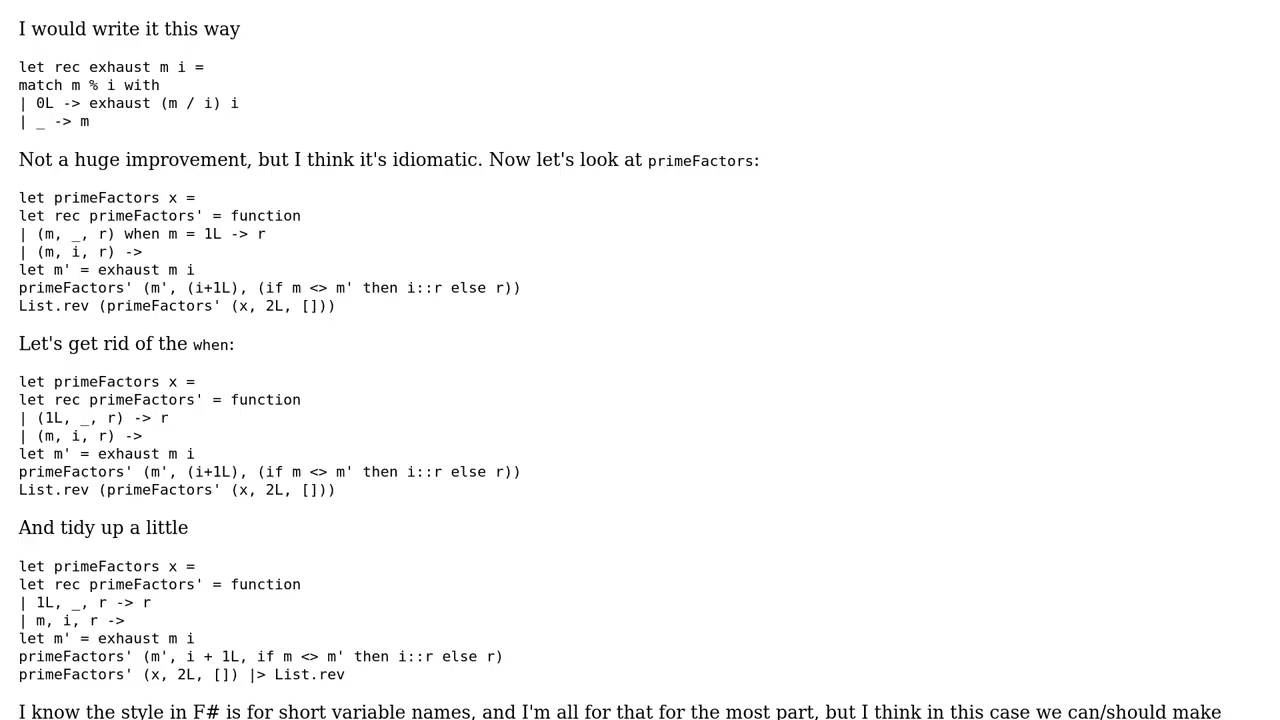 I would write it this way
let rec exhaust m i =
match m % i with
| 0L -> exhaust (m / i) i
| _ -> m
Not a huge improvement, but I think it's idiomatic. Now let's look at primeFactors:
let primeFactors x =
let rec primeFactors' = function
| (m, _, r) when m = 1L -> r
| (m, i, r) ->
let m' = exhaust m i
primeFactors' (m', (i+1L), (if m <> m' then i::r else r))
List.rev (primeFactors' (x, 2L, []))
Let's get rid of the when:
let primeFactors x =
let rec primeFactors' = function
| (1L, _, r) -> r
| (m, i, r) ->
let m' = exhaust m i
primeFactors' (m', (i+1L), (if m <> m' then i::r else r))
List.rev (primeFactors' (x, 2L, []))
And tidy up a little
let primeFactors x =
let rec primeFactors' = function
| 1L, _, r -> r
| m, i, r ->
let m' = exhaust m i
primeFactors' (m', i + 1L, if m <> m' then i::r else r)
primeFactors' (x, 2L, []) |> List.rev
I know the style in F# is for short variable names, and I'm all for that for the most part, but I think in this case we can/should make